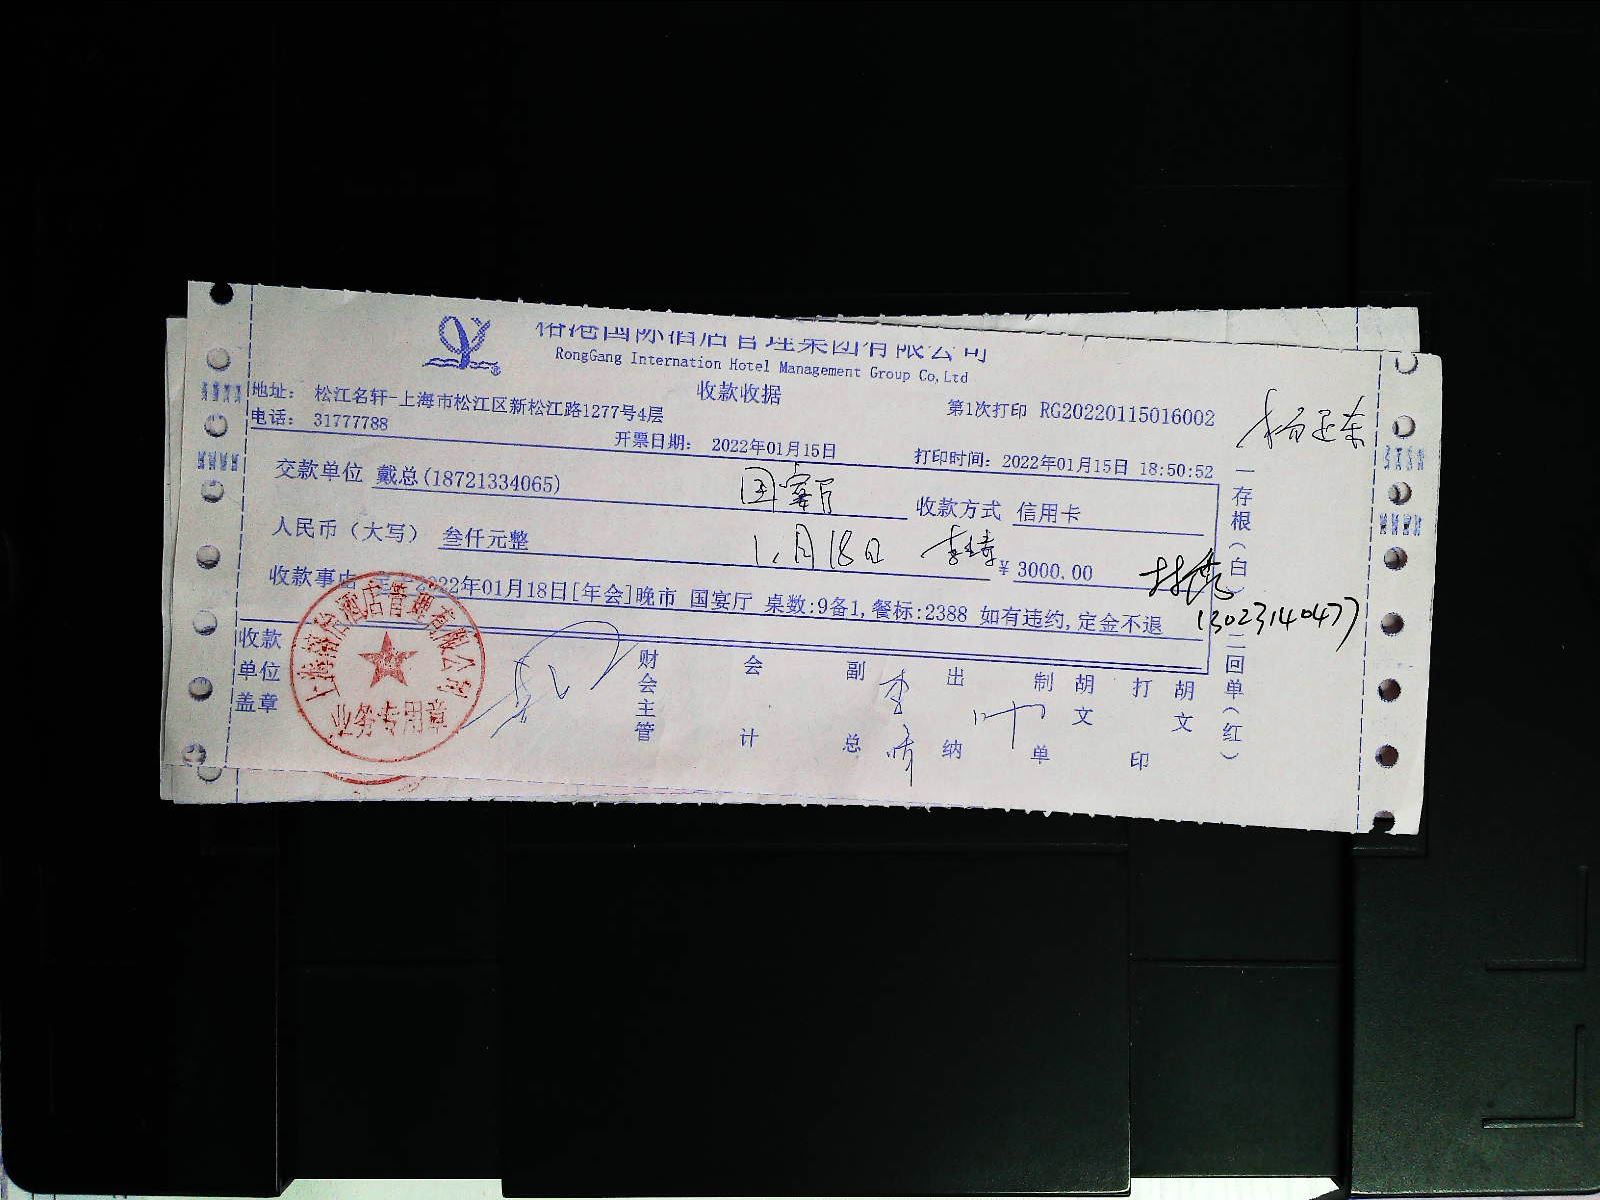 国际酒店管理集团有限公司
RongGang Internation Hotel Management Group Co,Ltd
收款收据
地址： 松江名轩-上海市松江区新松江路1277号4层
第1次打印 RG20220115016002
电话： 31777788
开票日期： 2022年01月15日
打印时间：2022年01月15日 18:50:52
交款单位 戴总(18721334065)
国宴厅
收款方式 信用卡
人民币（大写） 叁仟元整
1月18日
¥ 3000.00
收款事由 2022年01月18日[年会]晚市 国宴厅 桌数:9备1,餐标:2388 如有违约,定金不退
13023140477
收款单位盖章
业务专用章
财会主管
会计
副总
出纳
制单 胡文
打印 胡文
一存根（白）二回单（红）